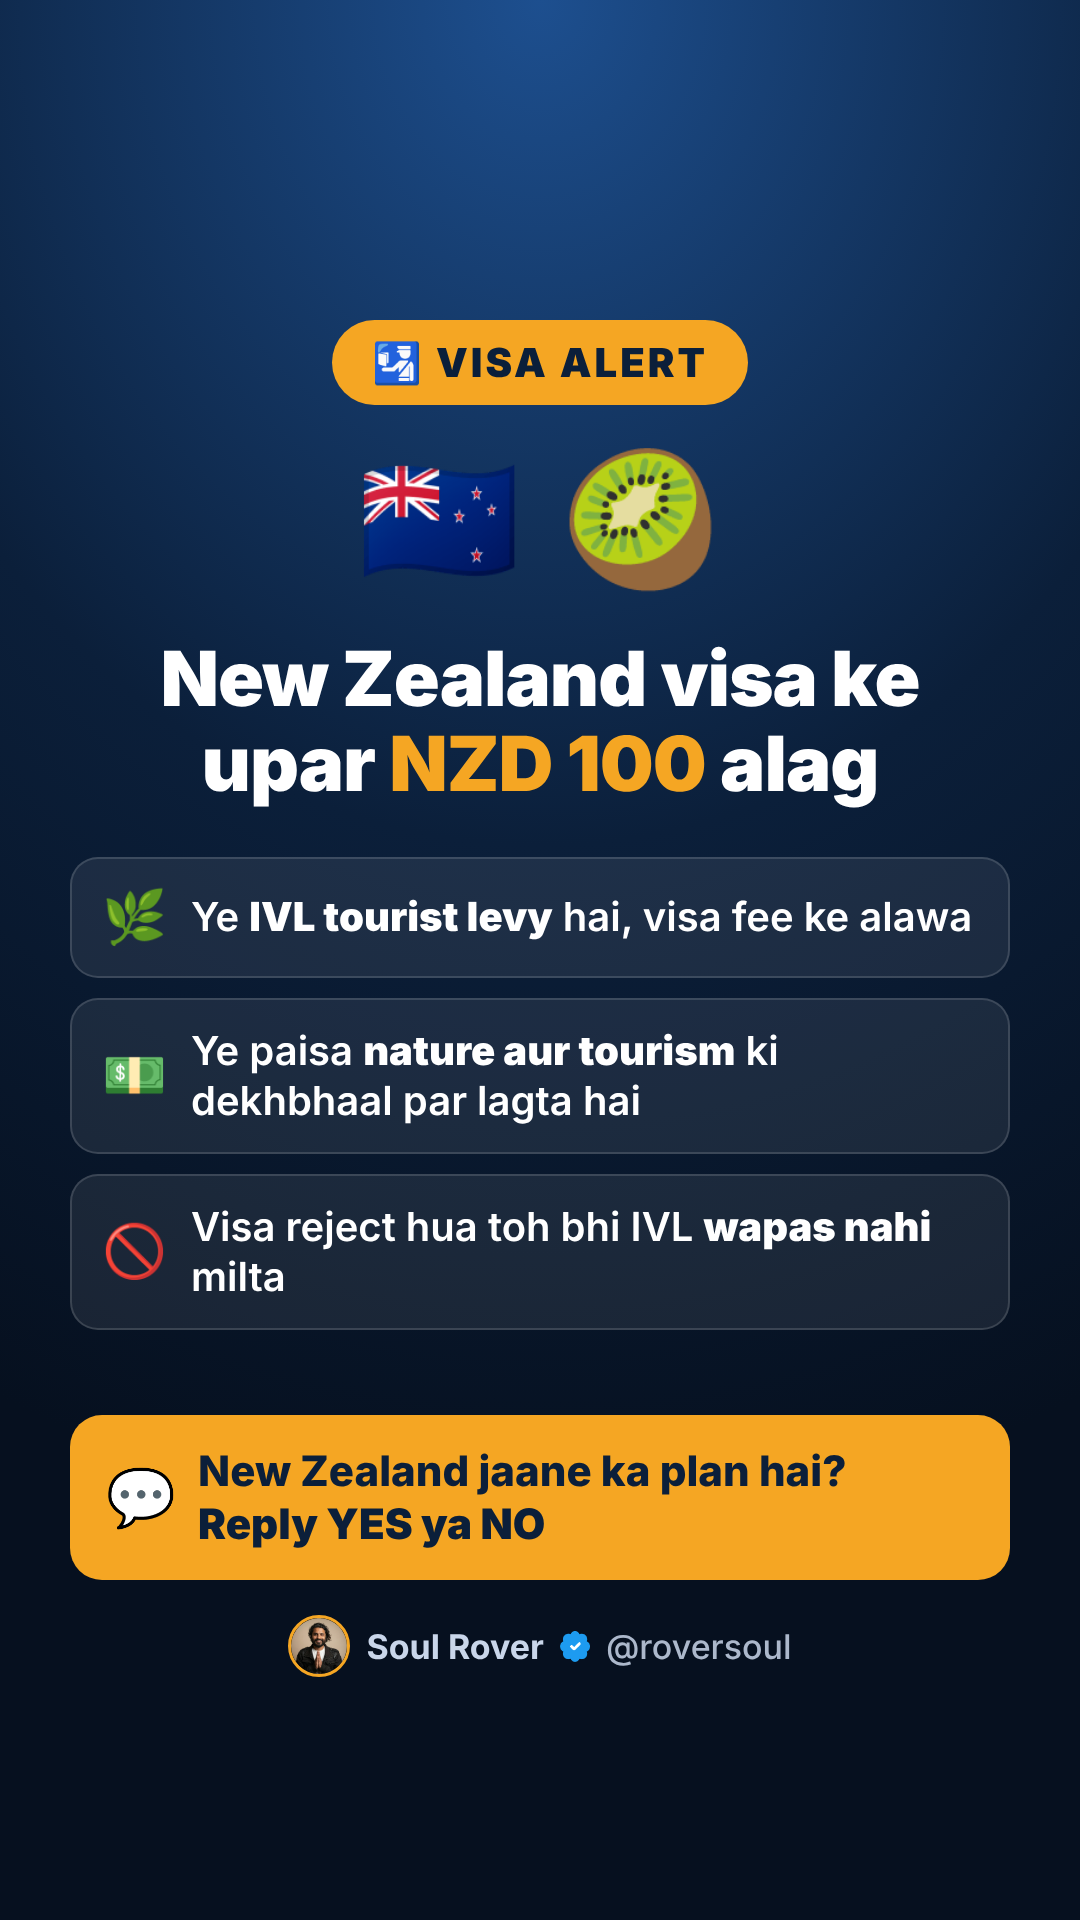 VISA ALERT
New Zealand visa ke
upar NZD 100 alag
Ye IVL tourist levy hai, visa fee ke alawa
Ye paisa nature aur tourism ki
dekhbhaal par lagta hai
Visa reject hua toh bhi IVL wapas nahi
milta
New Zealand jaane ka plan hai?
Reply YES ya NO
Soul Rover @roversoul